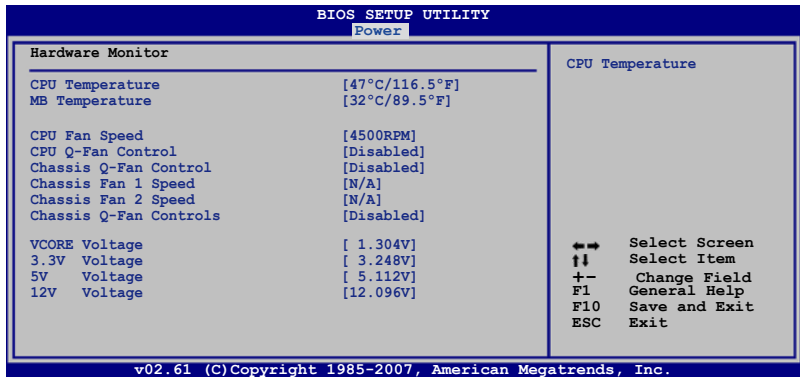 BIOS SETUP UTILITY
Power
Hardware Monitor
CPU Temperature [47°C/116.5°F]
MB Temperature [32°C/89.5°F]
CPU Fan Speed [4500RPM]
CPU Q-Fan Control [Disabled]
Chassis Q-Fan Control [Disabled]
Chassis Fan 1 Speed [N/A]
Chassis Fan 2 Speed [N/A]
Chassis Q-Fan Controls [Disabled]
VCORE Voltage [ 1.304V]
3.3V Voltage [ 3.248V]
5V Voltage [ 5.112V]
12V Voltage [12.096V]
CPU Temperature
←→ Select Screen
↑↓ Select Item
+- Change Field
F1 General Help
F10 Save and Exit
ESC Exit
v02.61 (C)Copyright 1985-2007, American Megatrends, Inc.